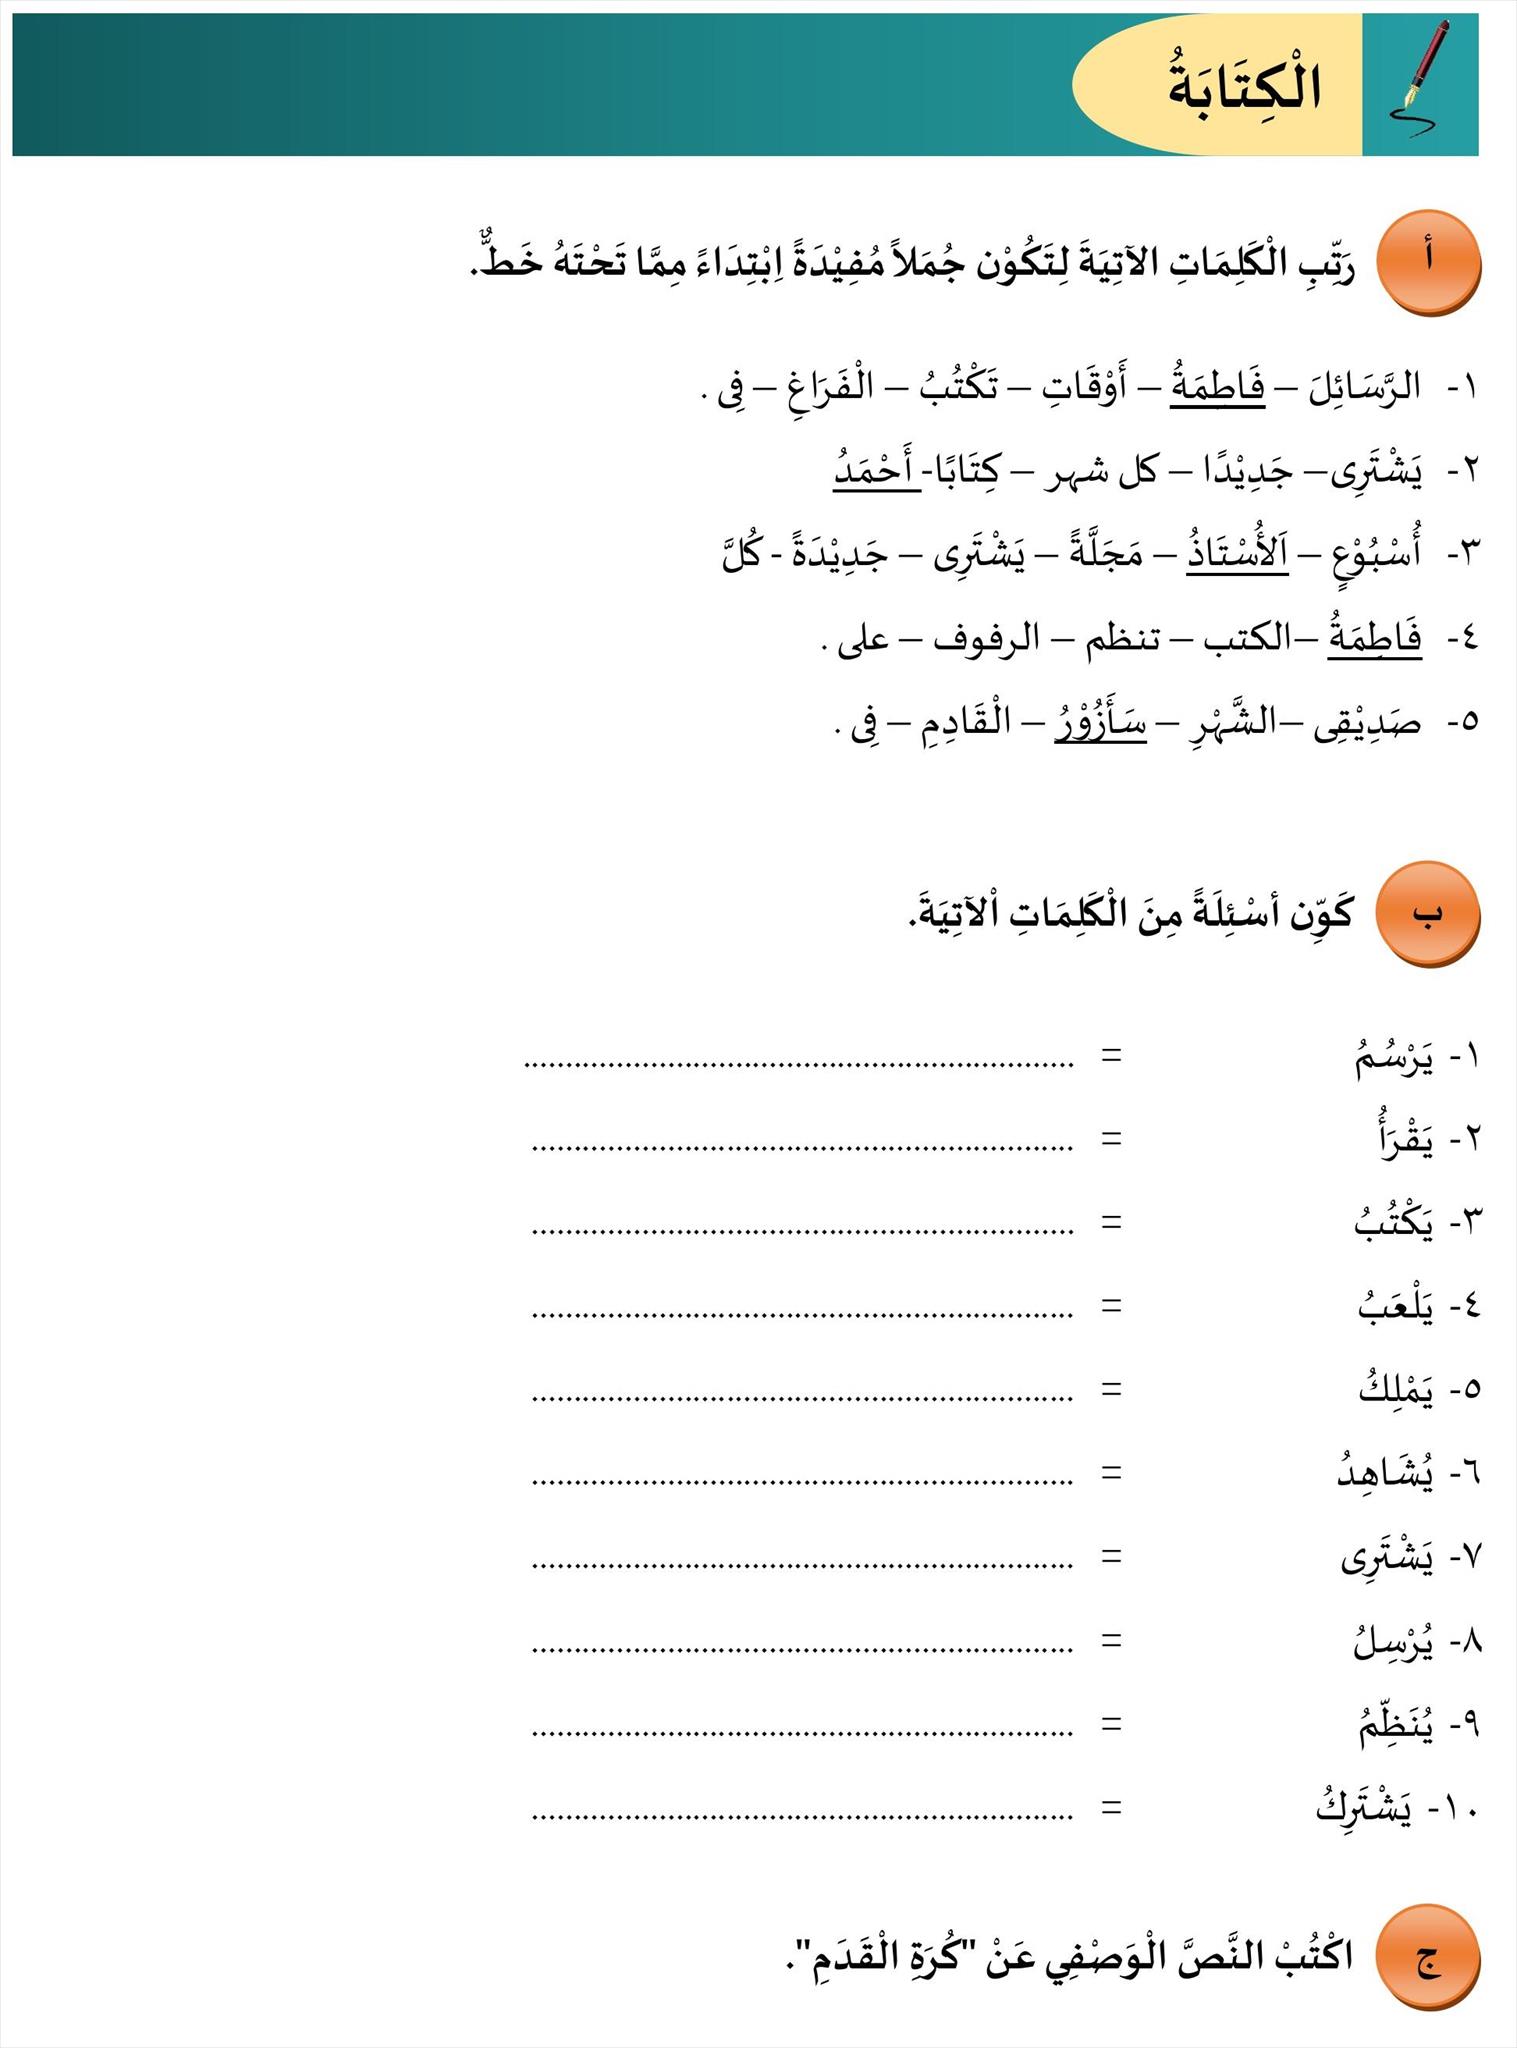 الْكِتَابَةُ
أ
رَتِّبِ الْكَلِمَاتِ الآتِيَةَ لِتَكُوْن جُمَلاً مُفِيْدَةً اِبْتِدَاءً مِمَّا تَحْتَهُ خَطٌّ.
١- الرَّسَائِلَ – فَاطِمَةُ – أَوْقَاتِ – تَكْتُبُ – الْفَرَاغِ – فِى .
٢- يَشْتَرِى– جَدِيْدًا – كل شهر – كِتَابًا- أَحْمَدُ
٣- أُسْبُوْعٍ – اَلأُسْتَاذُ – مَجَلَّةً – يَشْتَرِى – جَدِيْدَةً - كُلَّ
٤- فَاطِمَةُ –الكتب – تنظم – الرفوف – على .
٥- صَدِيْقِى –الشَّهْرِ – سَأَزُوْرُ – الْقَادِمِ – فِى .
ب
كَوِّن أسْئِلَةً مِنَ الْكَلِمَاتِ اْلآتِيَةَ.
١- يَرْسُمُ = ..................................................................
٢- يَقْرَأُ = .................................................................
٣- يَكْتُبُ = .................................................................
٤- يَلْعَبُ = .................................................................
٥- يَمْلِكُ = .................................................................
٦- يُشَاهِدُ = .................................................................
٧- يَشْتَرِى = .................................................................
٨- يُرْسِلُ = .................................................................
٩- يُنَظِّمُ = .................................................................
١٠- يَشْتَرِكُ = .................................................................
ج
اكْتُبْ النَّصَّ الْوَصْفِي عَنْ "كُرَةِ الْقَدَمِ".